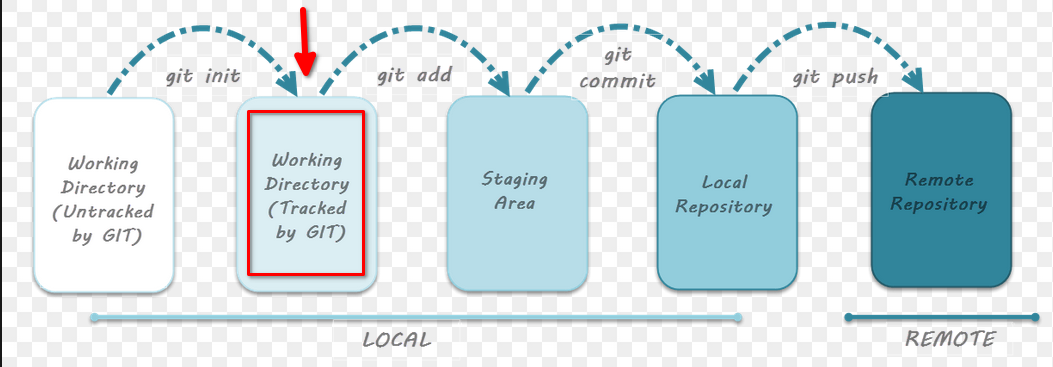 git init
git add
git
commit
git push
Working
Directory
(Untracked
by GIT)
Working
Directory
(Tracked
by GIT)
Staging
Area
Local
Repository
Remote
Repository
LOCAL
REMOTE